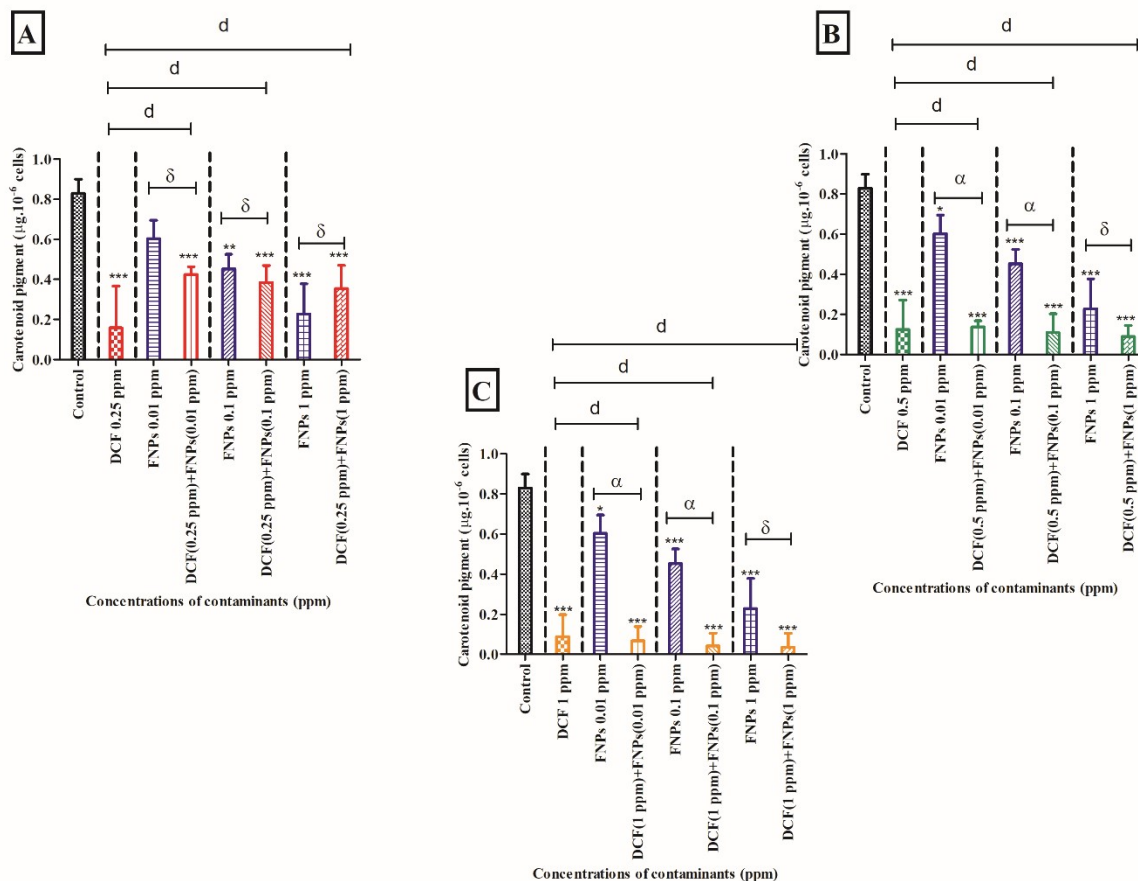 A
d
d
d
δ
δ
δ
Carotenoid pigment (µg.10⁻⁶ cells)
1.0
0.8
0.6
0.4
0.2
0.0
***
***
**
***
***
***
Control
DCF 0.25 ppm
FNPs 0.01 ppm
DCF(0.25 ppm)+FNPs(0.01 ppm)
FNPs 0.1 ppm
DCF(0.25 ppm)+FNPs(0.1 ppm)
FNPs 1 ppm
DCF(0.25 ppm)+FNPs(1 ppm)
Concentrations of contaminants (ppm)
B
d
d
d
α
α
δ
Carotenoid pigment (µg.10⁻⁶ cells)
1.0
0.8
0.6
0.4
0.2
0.0
***
*
***
***
***
***
***
Control
DCF 0.5 ppm
FNPs 0.01 ppm
DCF(0.5 ppm)+FNPs(0.01 ppm)
FNPs 0.1 ppm
DCF(0.5 ppm)+FNPs(0.1 ppm)
FNPs 1 ppm
DCF(0.5 ppm)+FNPs(1 ppm)
Concentrations of contaminants (ppm)
C
d
d
d
α
α
δ
Carotenoid pigment (µg.10⁻⁶ cells)
1.0
0.8
0.6
0.4
0.2
0.0
***
*
***
***
***
***
***
Control
DCF 1 ppm
FNPs 0.01 ppm
DCF(1 ppm)+FNPs(0.01 ppm)
FNPs 0.1 ppm
DCF(1 ppm)+FNPs(0.1 ppm)
FNPs 1 ppm
DCF(1 ppm)+FNPs(1 ppm)
Concentrations of contaminants (ppm)